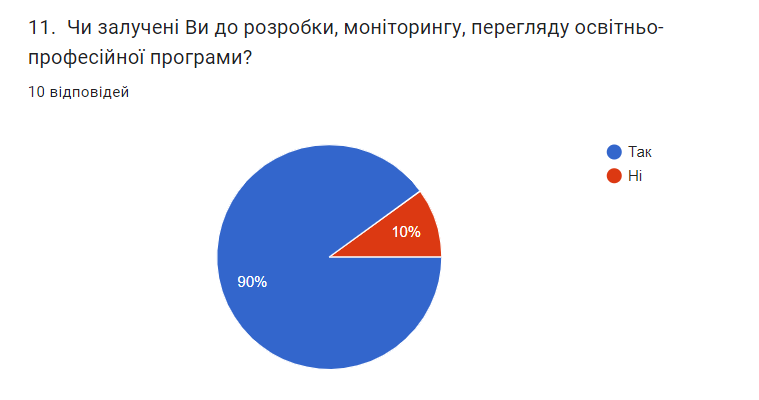 11.  Чи залучені Ви до розробки, моніторингу, перегляду освітньо-
професійної програми?
10 відповідей
Так
Ні
10%
90%